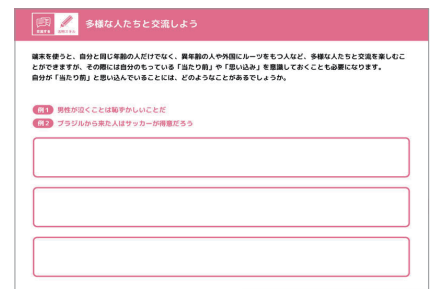 多様な人たちと交流しよう
端末を使うと、自分と同じ年齢の人だけでなく、異年齢の人や外国にルーツをもつ人など、多様な人たちと交流を楽しむこ
とができますが、その際には自分のもっている「当たり前」や「思い込み」を意識しておくことも必要になります。
自分が「当たり前」と思い込んでいることには、どのようなことがあるでしょうか。
例1 男性が泣くことは恥ずかしいことだ
例2 ブラジルから来た人はサッカーが得意だろう